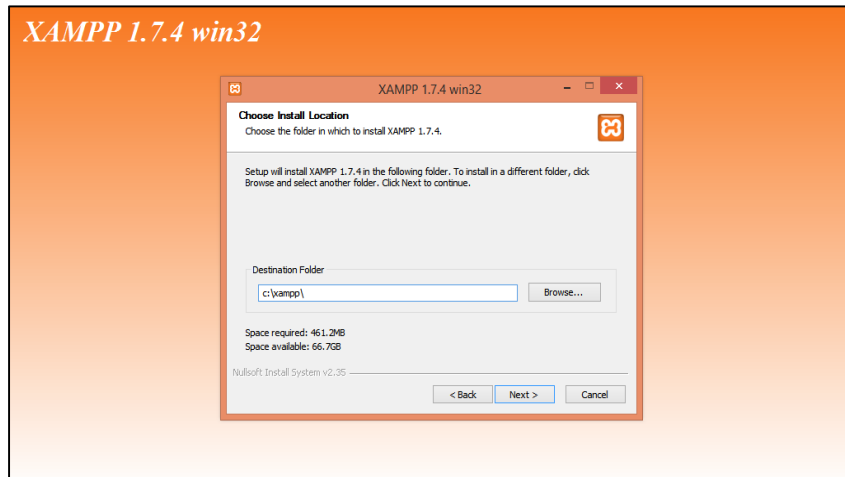 XAMPP 1.7.4 win32
XAMPP 1.7.4 win32
Choose Install Location
Choose the folder in which to install XAMPP 1.7.4.
Setup will install XAMPP 1.7.4 in the following folder. To install in a different folder, click
Browse and select another folder. Click Next to continue.
Destination Folder
c:\xampp\
Browse...
Space required: 461.2MB
Space available: 66.7GB
Nullsoft Install System v2.35
< Back Next > Cancel